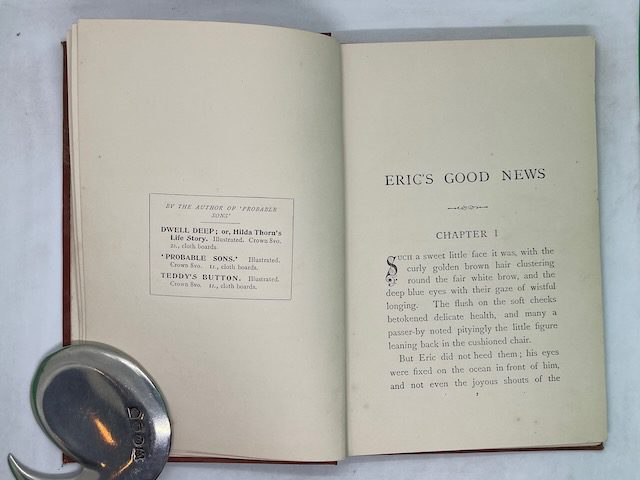 BY THE AUTHOR OF 'PROBABLE
SONS'
DWELL DEEP; or, Hilda Thorn's
Life Story. Illustrated. Crown 8vo.
2s., cloth boards.
'PROBABLE SONS.' Illustrated.
Crown 8vo. 1s., cloth boards.
TEDDY'S BUTTON. Illustrated.
Crown 8vo. 1s., cloth boards.
ERIC'S GOOD NEWS
CHAPTER I
SUCH a sweet little face it was, with the
curly golden brown hair clustering
round the fair white brow, and the
deep blue eyes with their gaze of wistful
longing. The flush on the soft cheeks
betokened delicate health, and many a
passer-by noted pityingly the little figure
leaning back in the cushioned chair.
But Eric did not heed them; his eyes
were fixed on the ocean in front of him,
and not even the joyous shouts of the